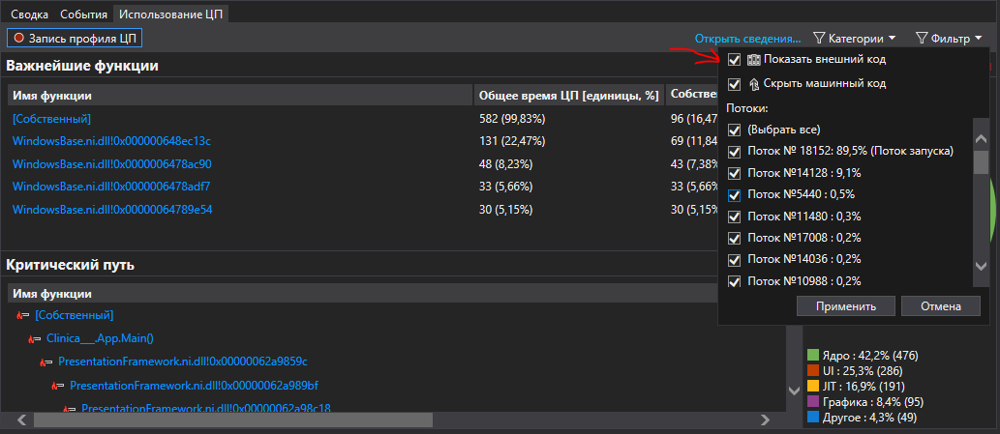 Сводка События Использование ЦП
Запись профиля ЦП Открыть сведения... Категории Фильтр
Важнейшие функции
Имя функции Общее время ЦП [единицы, %] Собстве
[Собственный] 582 (99,83%) 96 (16,47
WindowsBase.ni.dll!0x000000648ec13c 131 (22,47%) 69 (11,84
WindowsBase.ni.dll!0x0000006478ac90 48 (8,23%) 43 (7,38%
WindowsBase.ni.dll!0x0000006478adf7 33 (5,66%) 33 (5,66%
WindowsBase.ni.dll!0x00000064789e54 30 (5,15%) 30 (5,15%
Показать внешний код
Скрыть машинный код
Потоки:
(Выбрать все)
Поток № 18152: 89,5% (Поток запуска)
Поток №14128 : 9,1%
Поток №5440 : 0,5%
Поток №11480 : 0,3%
Поток №17008 : 0,2%
Поток №14036 : 0,2%
Поток №10988 : 0,2%
Применить Отмена
Критический путь
Имя функции
[Собственный]
Clinica___.App.Main()
PresentationFramework.ni.dll!0x00000062a9859c
PresentationFramework.ni.dll!0x00000062a989bf
PresentationFramework.ni.dll!0x00000062a98c18
Ядро : 42,2% (476)
UI : 25,3% (286)
JIT : 16,9% (191)
Графика : 8,4% (95)
Другое : 4,3% (49)